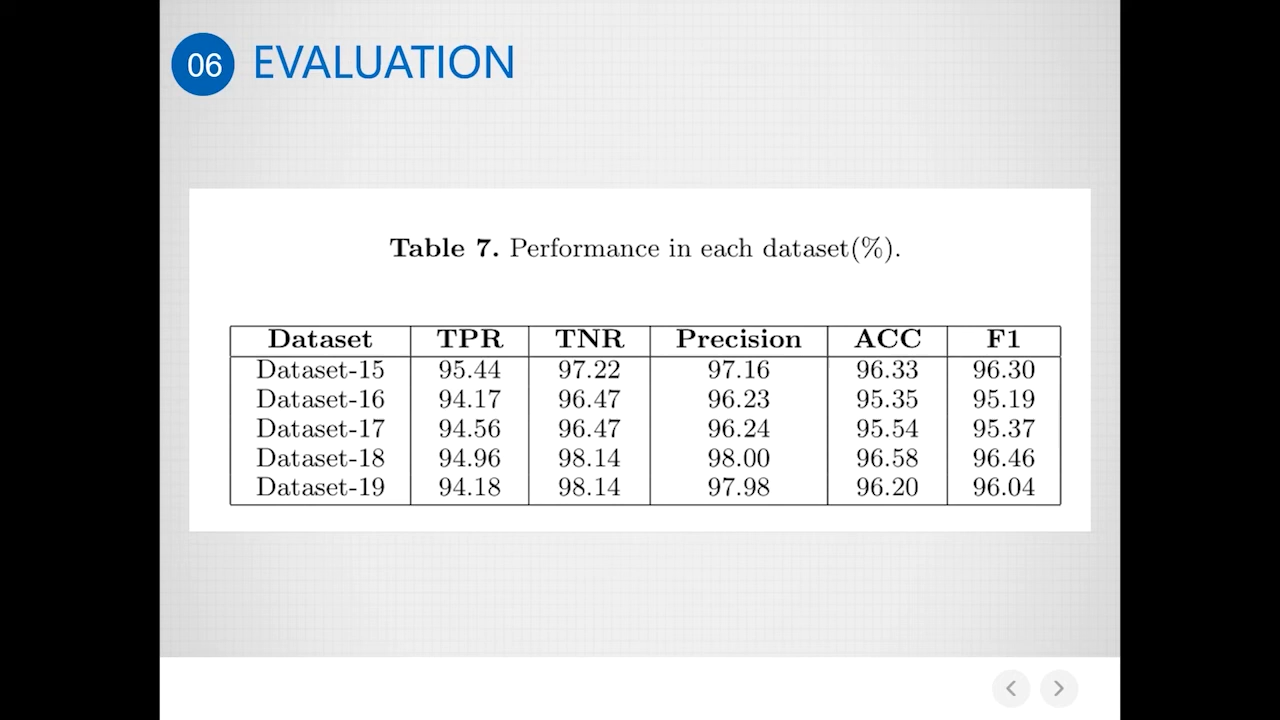 06 EVALUATION
Table 7. Performance in each dataset(%).
Dataset TPR TNR Precision ACC F1
Dataset-15 95.44 97.22 97.16 96.33 96.30
Dataset-16 94.17 96.47 96.23 95.35 95.19
Dataset-17 94.56 96.47 96.24 95.54 95.37
Dataset-18 94.96 98.14 98.00 96.58 96.46
Dataset-19 94.18 98.14 97.98 96.20 96.04